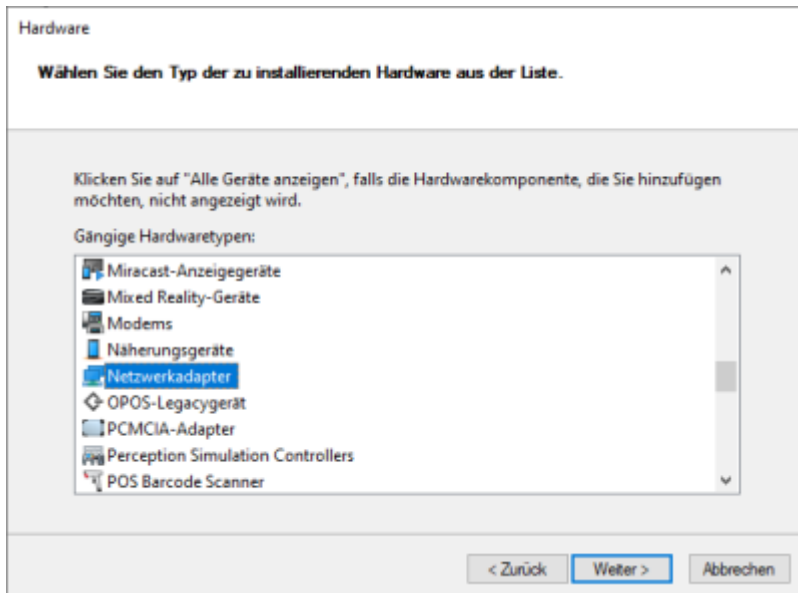 Hardware
Wählen Sie den Typ der zu installierenden Hardware aus der Liste.
Klicken Sie auf "Alle Geräte anzeigen", falls die Hardwarekomponente, die Sie hinzufügen
möchten, nicht angezeigt wird.
Gängige Hardwaretypen:
Miracast-Anzeigegeräte
Mixed Reality-Geräte
Modems
Näherungsgeräte
Netzwerkadapter
OPOS-Legacygerät
PCMCIA-Adapter
Perception Simulation Controllers
POS Barcode Scanner
< Zurück Weiter > Abbrechen